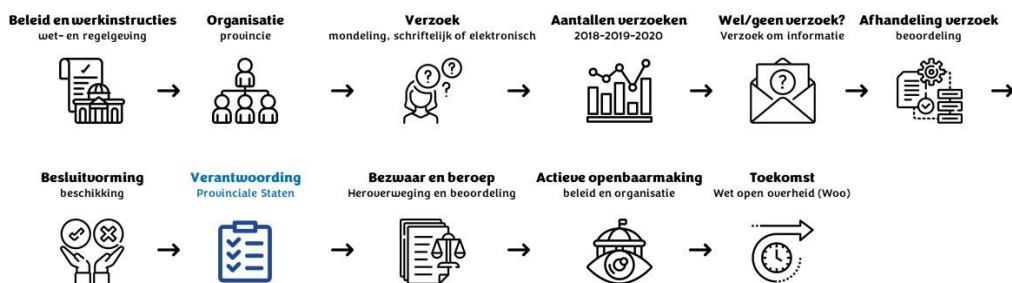 Beleid en werkinstructies
wet- en regelgeving
Organisatie
provincie
Verzoek
mondeling, schriftelijk of elektronisch
Aantallen verzoeken
2018-2019-2020
Wel/geen verzoek?
Verzoek om informatie
Afhandeling verzoek
beoordeling
Besluitvorming
beschikking
Verantwoording
Provinciale Staten
Bezwaar en beroep
Heroverweging en beoordeling
Actieve openbaarmaking
beleid en organisatie
Toekomst
Wet open overheid (Woo)